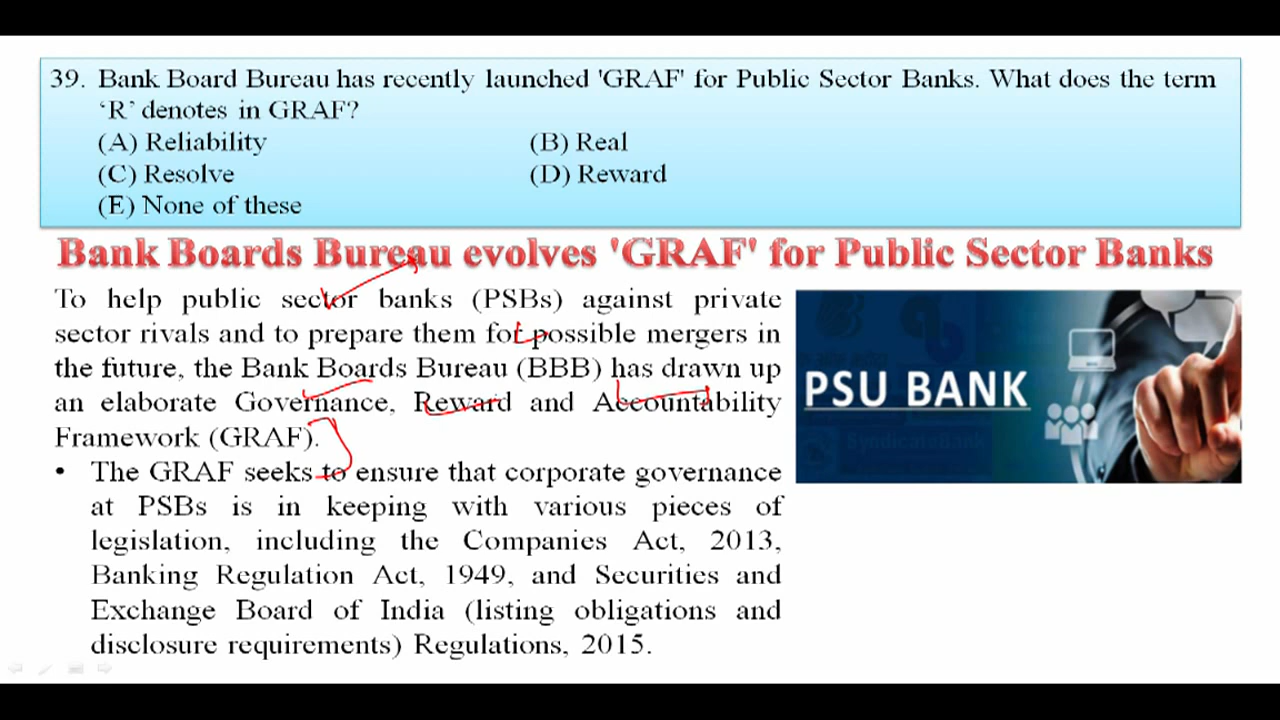 39. Bank Board Bureau has recently launched 'GRAF' for Public Sector Banks. What does the term
‘R’ denotes in GRAF?
(A) Reliability (B) Real
(C) Resolve (D) Reward
(E) None of these
Bank Boards Bureau evolves 'GRAF' for Public Sector Banks
To help public sector banks (PSBs) against private
sector rivals and to prepare them for possible mergers in
the future, the Bank Boards Bureau (BBB) has drawn up
an elaborate Governance, Reward and Accountability
Framework (GRAF).
• The GRAF seeks to ensure that corporate governance
at PSBs is in keeping with various pieces of
legislation, including the Companies Act, 2013,
Banking Regulation Act, 1949, and Securities and
Exchange Board of India (listing obligations and
disclosure requirements) Regulations, 2015.
PSU BANK
SyndicateBank